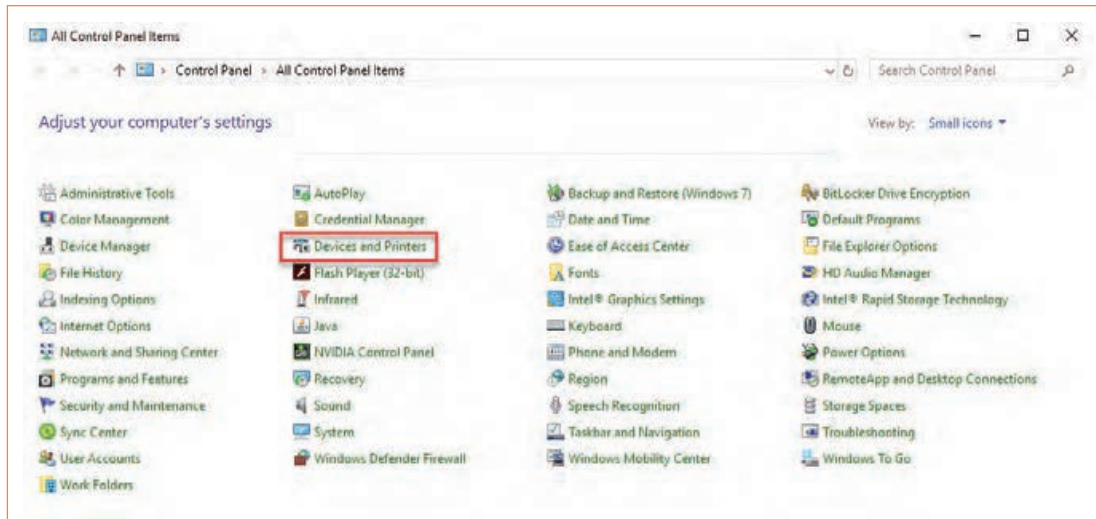 All Control Panel Items
Control Panel > All Control Panel Items
Search Control Panel
Adjust your computer's settings
View by: Small icons
Administrative Tools
AutoPlay
Backup and Restore (Windows 7)
BitLocker Drive Encryption
Color Management
Credential Manager
Date and Time
Default Programs
Device Manager
Devices and Printers
Ease of Access Center
File Explorer Options
File History
Flash Player (32-bit)
Fonts
HD Audio Manager
Indexing Options
Infrared
Intel® Graphics Settings
Intel® Rapid Storage Technology
Internet Options
Java
Keyboard
Mouse
Network and Sharing Center
NVIDIA Control Panel
Phone and Modem
Power Options
Programs and Features
Recovery
Region
RemoteApp and Desktop Connections
Security and Maintenance
Sound
Speech Recognition
Storage Spaces
Sync Center
System
Taskbar and Navigation
Troubleshooting
User Accounts
Windows Defender Firewall
Windows Mobility Center
Windows To Go
Work Folders